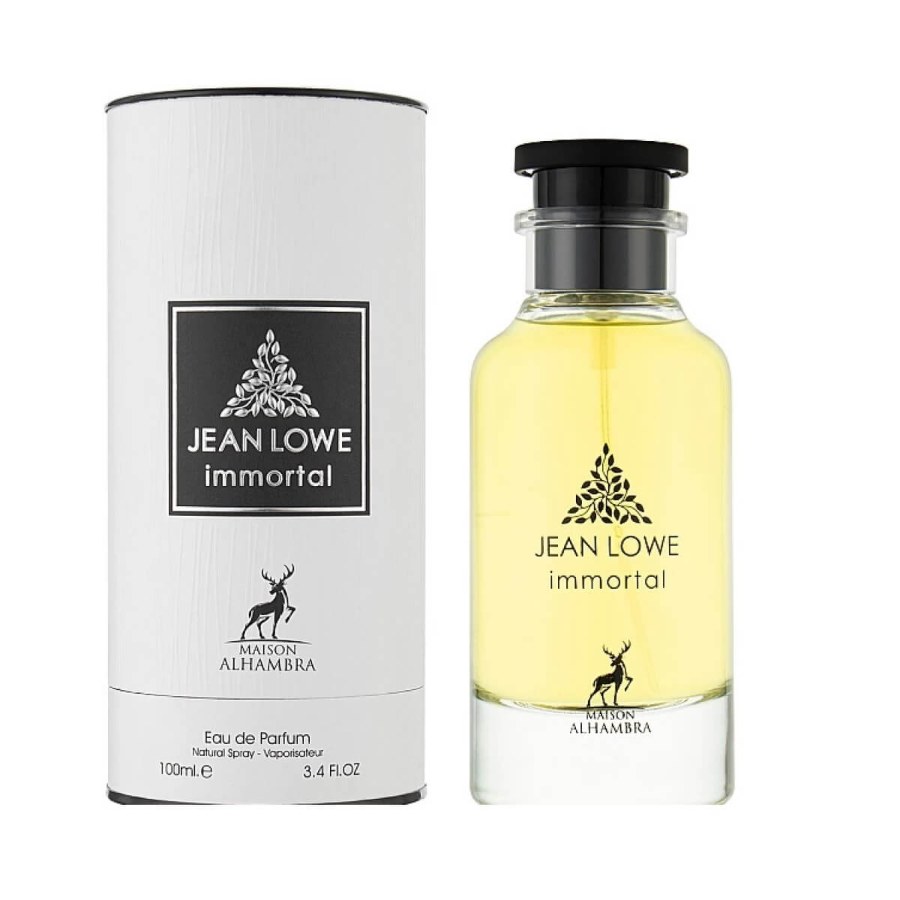 JEAN LOWE
immortal
MAISON
ALHAMBRA
Eau de Parfum
Natural Spray - Vaporisateur
100ml.e 3.4 Fl.OZ
JEAN LOWE
immortal
MAISON
ALHAMBRA